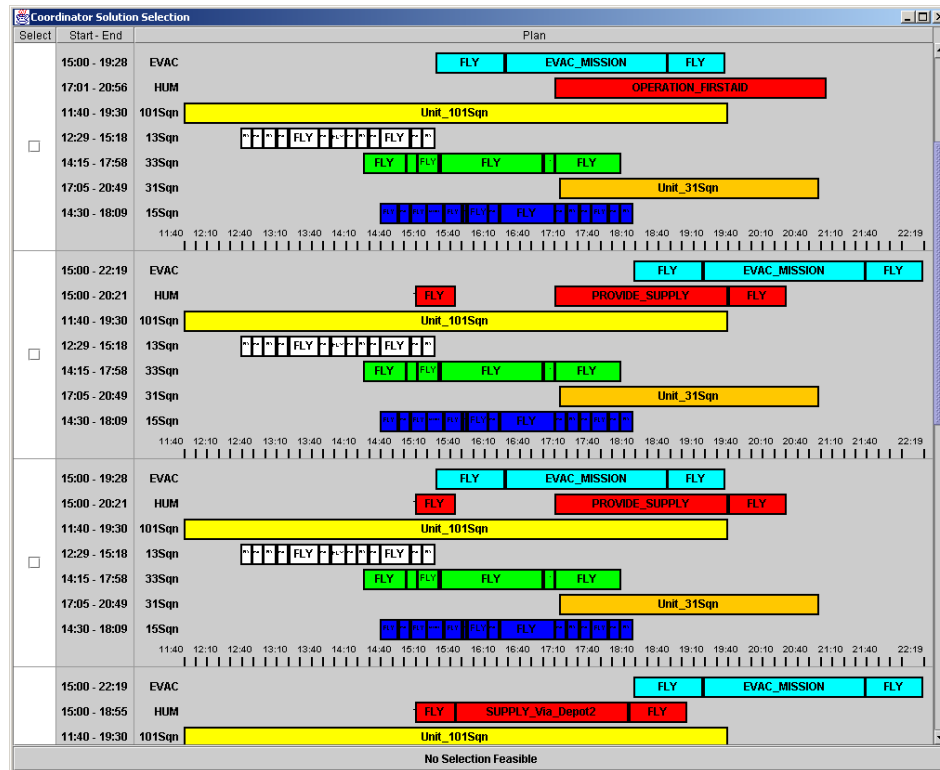 Coordinator Solution Selection
Select Start - End Plan
15:00 - 19:28 EVAC FLY EVAC_MISSION FLY
17:01 - 20:56 HUM OPERATION_FIRSTAID
11:40 - 19:30 101Sqn Unit_101Sqn
12:29 - 15:18 13Sqn FLY FLY
14:15 - 17:58 33Sqn FLY FLY FLY FLY
17:05 - 20:49 31Sqn Unit_31Sqn
14:30 - 18:09 15Sqn FLY FLY
11:40 12:10 12:40 13:10 13:40 14:10 14:40 15:10 15:40 16:10 16:40 17:10 17:40 18:10 18:40 19:10 19:40 20:10 20:40 21:10 21:40 22:19
15:00 - 22:19 EVAC FLY EVAC_MISSION FLY
15:00 - 20:21 HUM FLY PROVIDE_SUPPLY FLY
11:40 - 19:30 101Sqn Unit_101Sqn
12:29 - 15:18 13Sqn FLY FLY
14:15 - 17:58 33Sqn FLY FLY FLY FLY
17:05 - 20:49 31Sqn Unit_31Sqn
14:30 - 18:09 15Sqn FLY FLY
11:40 12:10 12:40 13:10 13:40 14:10 14:40 15:10 15:40 16:10 16:40 17:10 17:40 18:10 18:40 19:10 19:40 20:10 20:40 21:10 21:40 22:19
15:00 - 19:28 EVAC FLY EVAC_MISSION FLY
15:00 - 20:21 HUM FLY PROVIDE_SUPPLY FLY
11:40 - 19:30 101Sqn Unit_101Sqn
12:29 - 15:18 13Sqn FLY FLY
14:15 - 17:58 33Sqn FLY FLY FLY FLY
17:05 - 20:49 31Sqn Unit_31Sqn
14:30 - 18:09 15Sqn FLY FLY
11:40 12:10 12:40 13:10 13:40 14:10 14:40 15:10 15:40 16:10 16:40 17:10 17:40 18:10 18:40 19:10 19:40 20:10 20:40 21:10 21:40 22:19
15:00 - 22:19 EVAC FLY EVAC_MISSION FLY
15:00 - 18:55 HUM FLY SUPPLY_Via_Depot2 FLY
11:40 - 19:30 101Sqn Unit_101Sqn
No Selection Feasible